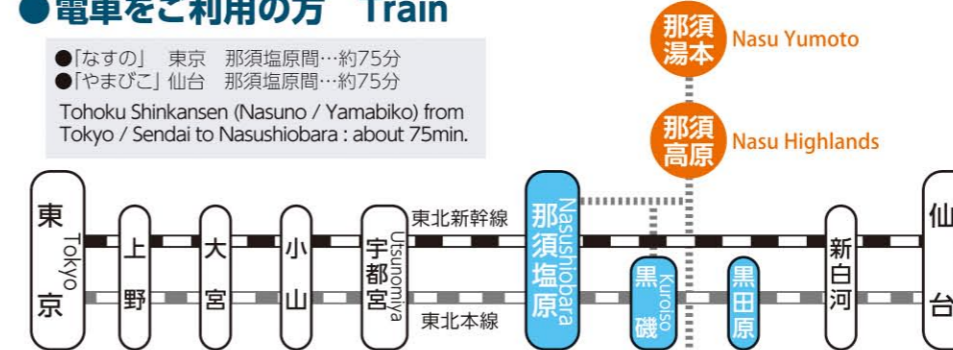 ●電車をご利用の方 Train
●「なすの」 東京 那須塩原間…約75分
●「やまびこ」仙台 那須塩原間…約75分
Tohoku Shinkansen (Nasuno / Yamabiko) from
Tokyo / Sendai to Nasushiobara : about 75min.
那須
湯本
Nasu Yumoto
那須
高原
Nasu Highlands
東京
Tokyo
上野
大宮
小山
宇都宮
Utsunomiya
東北新幹線
東北本線
那須塩原
Nasushiobara
黒磯
Kuroiso
黒田原
新白河
仙台